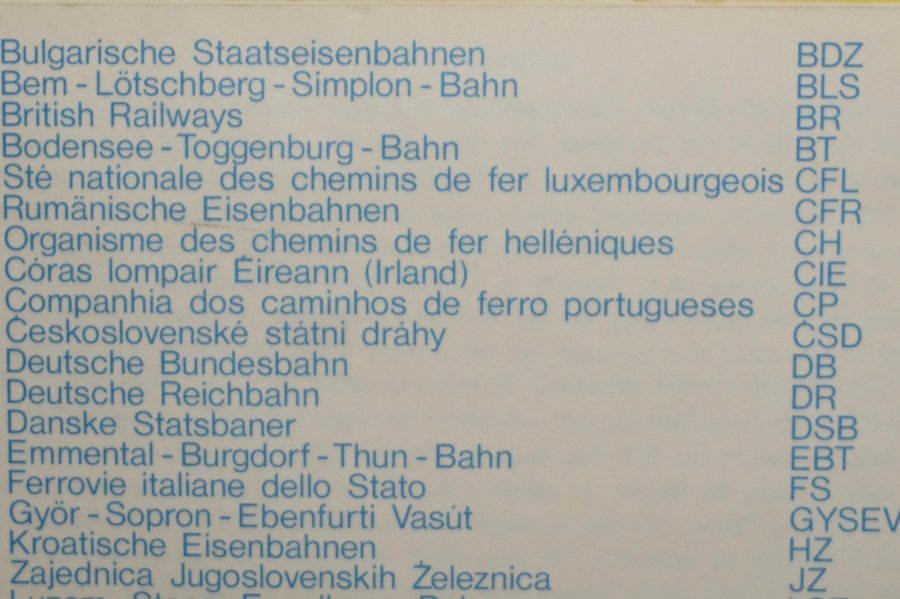 Bulgarische Staatseisenbahnen BDZ
Bem - Lötschberg - Simplon - Bahn BLS
British Railways BR
Bodensee - Toggenburg - Bahn BT
Sté nationale des chemins de fer luxembourgeois CFL
Rumänische Eisenbahnen CFR
Organisme des chemins de fer helléniques CH
Córas lompair Éireann (Irland) CIE
Companhia dos caminhos de ferro portugueses CP
Československé státni dráhy ČSD
Deutsche Bundesbahn DB
Deutsche Reichbahn DR
Danske Statsbaner DSB
Emmental - Burgdorf - Thun - Bahn EBT
Ferrovie italiane dello Stato FS
Györ - Sopron - Ebenfurti Vasút GYSEV
Kroatische Eisenbahnen HZ
Zajednica Jugoslovenskih Železnica JZ